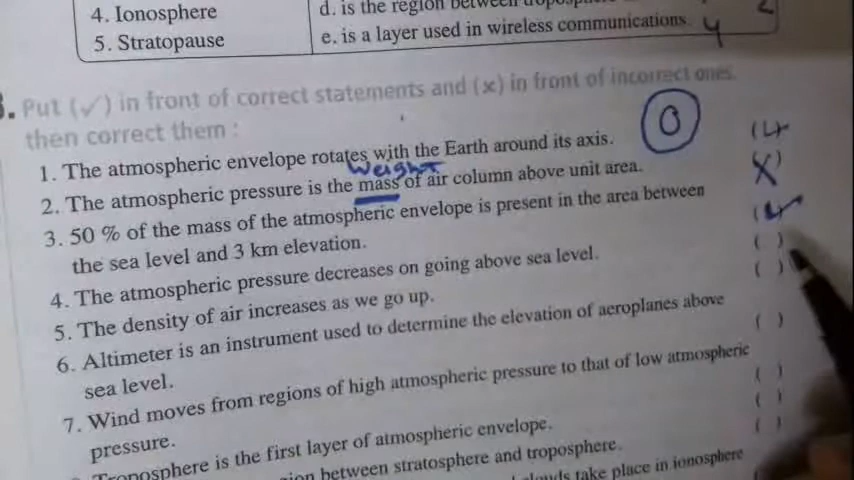 4. Ionosphere
d. is the region between
5. Stratopause
e. is a layer used in wireless communications.
4
3. Put (✓) in front of correct statements and (×) in front of incorrect ones,
then correct them :
0
1. The atmospheric envelope rotates with the Earth around its axis. (✓)
weight
2. The atmospheric pressure is the mass of air column above unit area. X )
3. 50 % of the mass of the atmospheric envelope is present in the area between (✓
the sea level and 3 km elevation.
4. The atmospheric pressure decreases on going above sea level. ( )
5. The density of air increases as we go up. ( )
6. Altimeter is an instrument used to determine the elevation of aeroplanes above ( )
sea level.
7. Wind moves from regions of high atmospheric pressure to that of low atmospheric ( )
pressure.
Troposphere is the first layer of atmospheric envelope. ( )
between stratosphere and troposphere. ( )
clouds take place in ionosphere